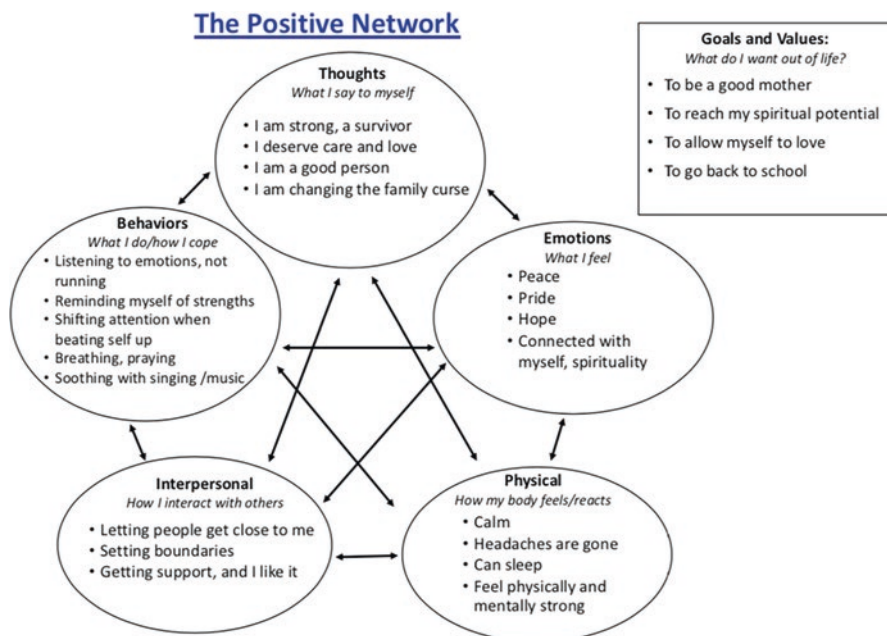 The Positive Network
Thoughts
What I say to myself
• I am strong, a survivor
• I deserve care and love
• I am a good person
• I am changing the family curse
Goals and Values:
What do I want out of life?
• To be a good mother
• To reach my spiritual potential
• To allow myself to love
• To go back to school
Behaviors
What I do/how I cope
• Listening to emotions, not
running
• Reminding myself of strengths
• Shifting attention when
beating self up
• Breathing, praying
• Soothing with singing /music
Emotions
What I feel
• Peace
• Pride
• Hope
• Connected with
myself, spirituality
Interpersonal
How I interact with others
• Letting people get close to me
• Setting boundaries
• Getting support, and I like it
Physical
How my body feels/reacts
• Calm
• Headaches are gone
• Can sleep
• Feel physically and
mentally strong